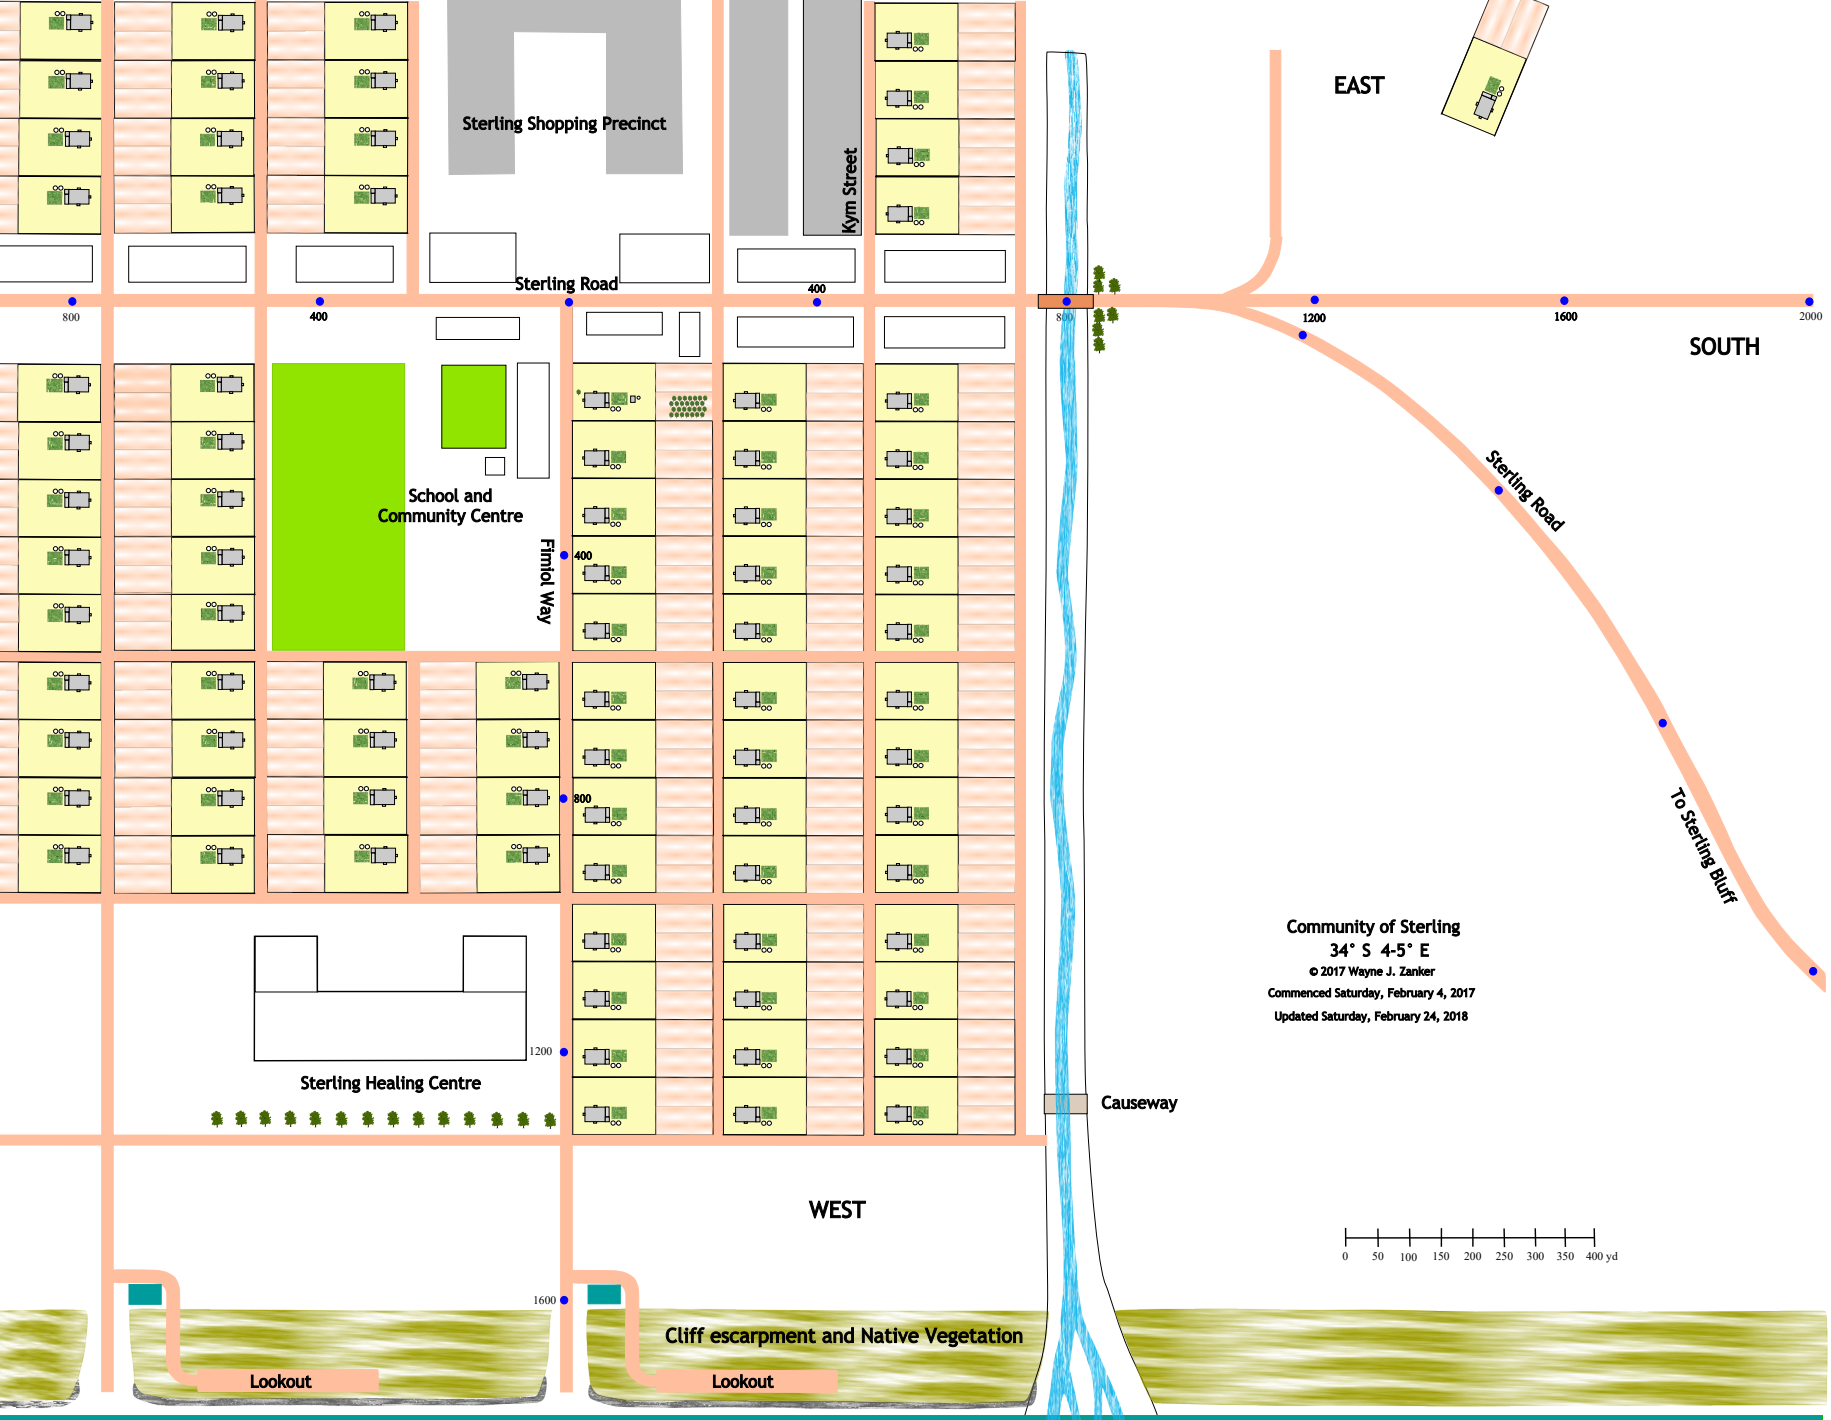 EAST
Sterling Shopping Precinct
Kym Street
Sterling Road
400
800
400
800
1200
1600
2000
SOUTH
Sterling Road
School and
Community Centre
Fimiol Way
400
800
To Sterling Bluff
Community of Sterling
34° S 4-5° E
© 2017 Wayne J. Zanker
Commenced Saturday, February 4, 2017
Updated Saturday, February 24, 2018
1200
Sterling Healing Centre
Causeway
WEST
0 50 100 150 200 250 300 350 400 yd
1600
Cliff escarpment and Native Vegetation
Lookout
Lookout